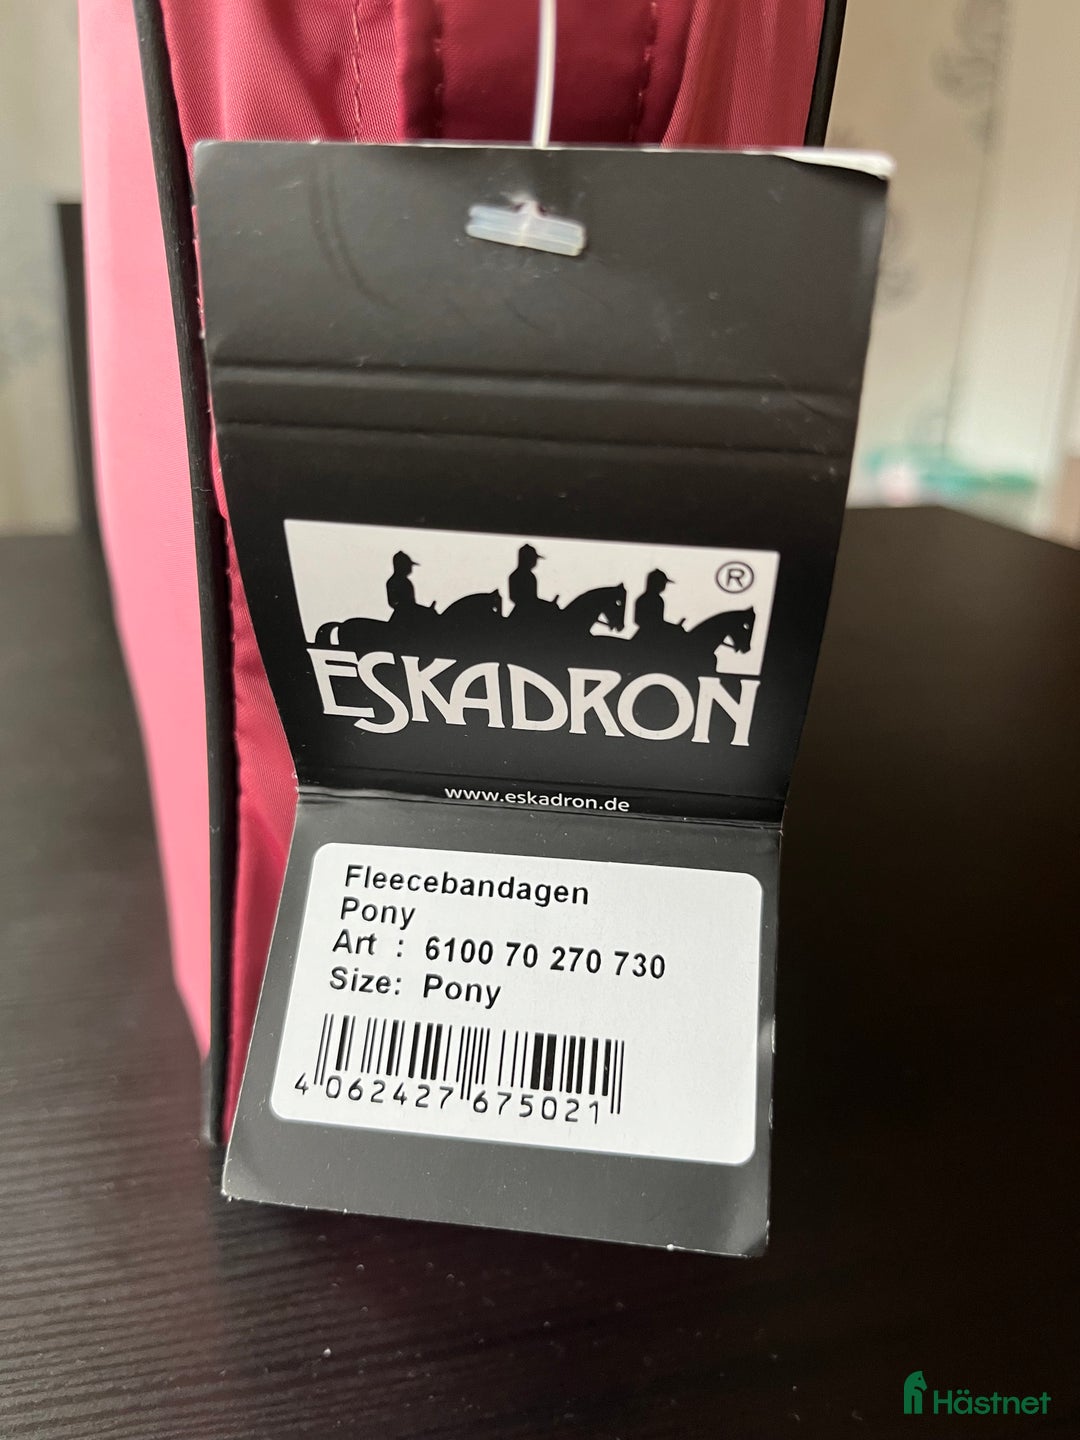 ®
ESKADRON
www.eskadron.de
Fleecebandagen
Pony
Art : 6100 70 270 730
Size: Pony
4 062427 675021
Hästnet